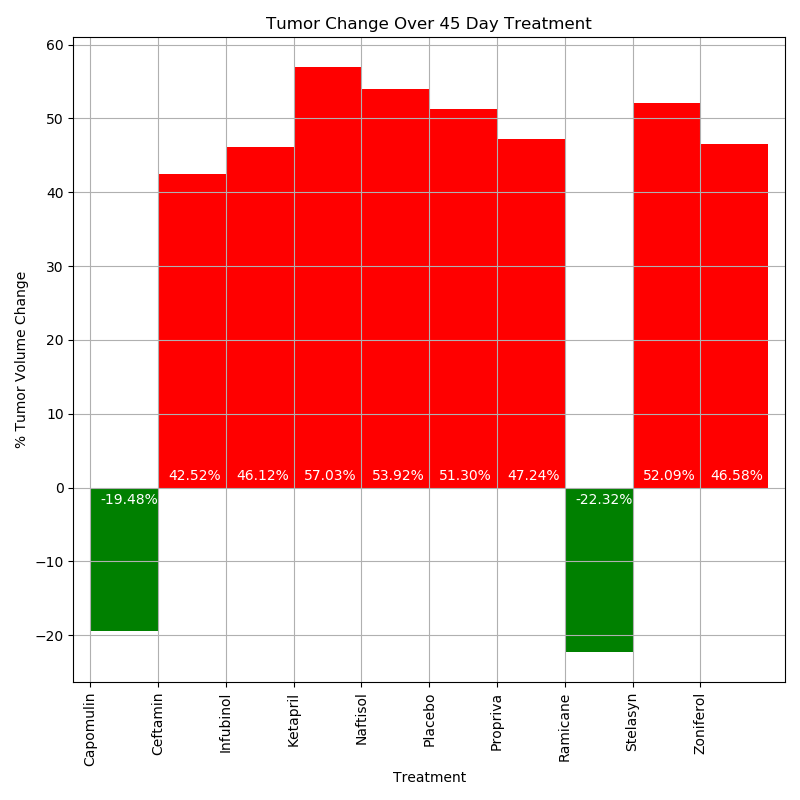 Tumor Change Over 45 Day Treatment
% Tumor Volume Change
60
50
40
30
20
10
0
−10
−20
42.52% 46.12% 57.03% 53.92% 51.30% 47.24% 52.09% 46.58%
-19.48% -22.32%
Capomulin
Ceftamin
Infubinol
Ketapril
Naftisol
Placebo
Propriva
Ramicane
Stelasyn
Zoniferol
Treatment